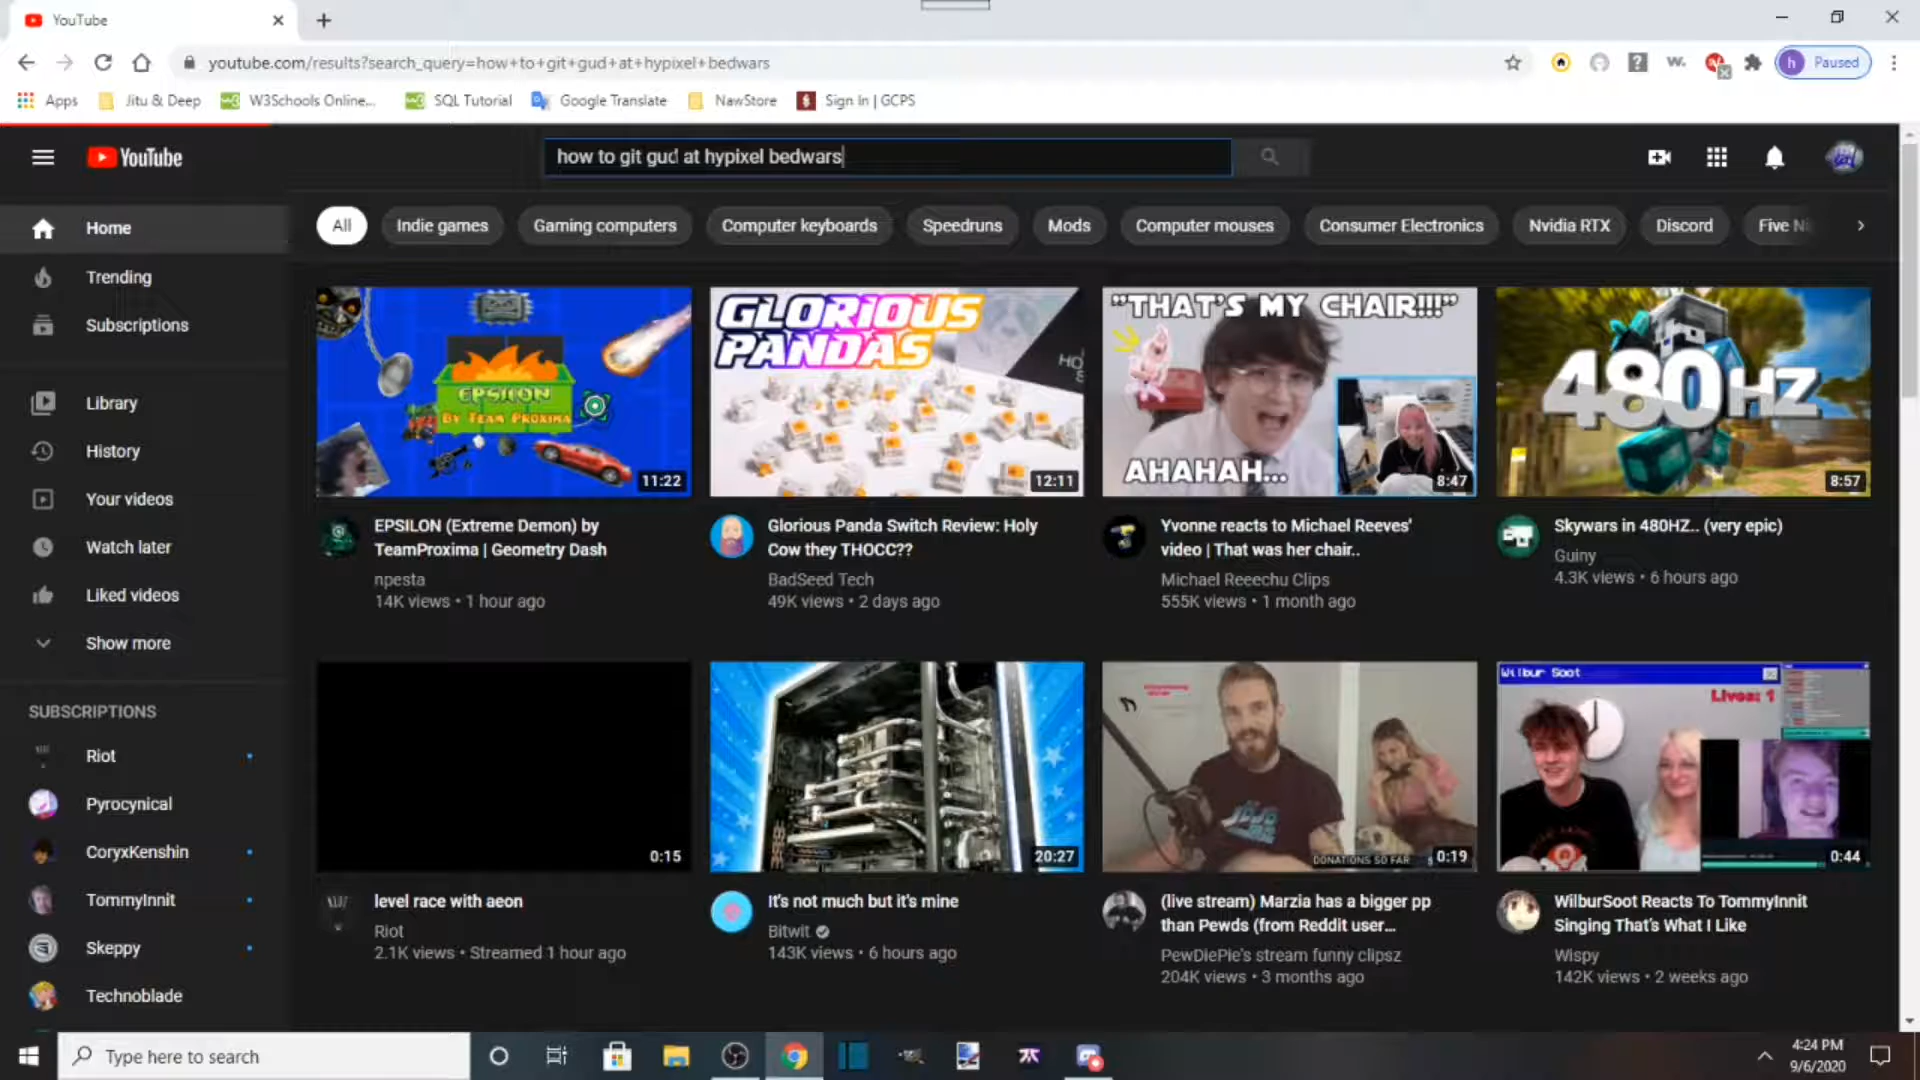 YouTube
youtube.com/results?search_query=how+to+git+gud+at+hypixel+bedwars
h Paused
Apps Jitu & Deep W3Schools Online... SQL Tutorial Google Translate NawStore Sign In | GCPS
YouTube
how to git gud at hypixel bedwars
All Indie games Gaming computers Computer keyboards Speedruns Mods Computer mouses Consumer Electronics Nvidia RTX Discord Five
Home
Trending
Subscriptions
Library
History
Your videos
Watch later
Liked videos
Show more
SUBSCRIPTIONS
Riot
Pyrocynical
CoryxKenshin
TommyInnit
Skeppy
Technoblade
EPSILON
BY TEAM PROXIMA
11:22
EPSILON (Extreme Demon) by
TeamProxima | Geometry Dash
npesta
14K views • 1 hour ago
GLORIOUS
PANDAS
12:11
Glorious Panda Switch Review: Holy
Cow they THOCC??
BadSeed Tech
49K views • 2 days ago
"THAT'S MY CHAIR!!!"
AHAHAH...
8:47
Yvonne reacts to Michael Reeves'
video | That was her chair..
Michael Reeechu Clips
555K views • 1 month ago
480HZ
8:57
Skywars in 480HZ.. (very epic)
Guiny
4.3K views • 6 hours ago
0:15
level race with aeon
Riot
2.1K views • Streamed 1 hour ago
20:27
It's not much but it's mine
Bitwit
143K views • 6 hours ago
DONATIONS SO FAR
0:19
(live stream) Marzia has a bigger pp
than Pewds (from Reddit user...
PewDiePie's stream funny clipsz
204K views • 3 months ago
Wilbur Soot
Lives: 1
0:44
WilburSoot Reacts To TommyInnit
Singing That's What I Like
Wispy
142K views • 2 weeks ago
Type here to search
4:24 PM
9/6/2020